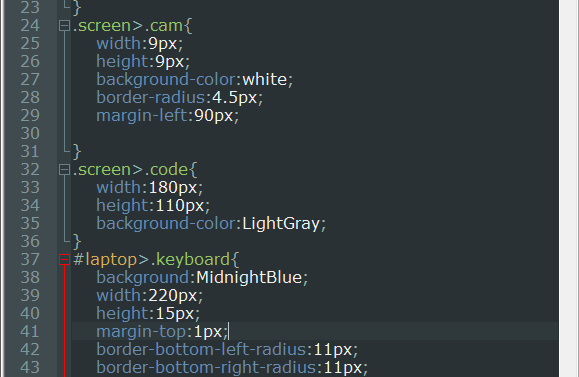 23 }
24 .screen>.cam{
25 width:9px;
26 height:9px;
27 background-color:white;
28 border-radius:4.5px;
29 margin-left:90px;
30
31 }
32 .screen>.code{
33 width:180px;
34 height:110px;
35 background-color:LightGray;
36 }
37 #laptop>.keyboard{
38 background:MidnightBlue;
39 width:220px;
40 height:15px;
41 margin-top:1px;
42 border-bottom-left-radius:11px;
43 border-bottom-right-radius:11px;